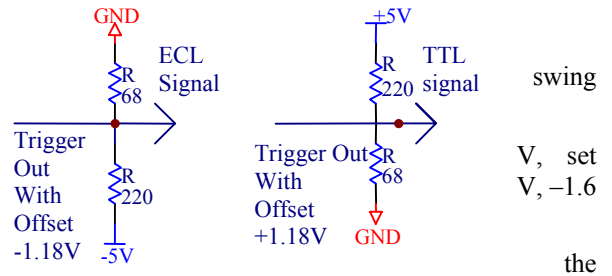 GND
R
68
ECL
Signal
Trigger
Out
With
Offset
-1.18V
R
220
-5V
+5V
R
220
TTL
signal
Trigger Out
With
Offset
+1.18V
R
68
GND
swing
V, set
V, –1.6
the